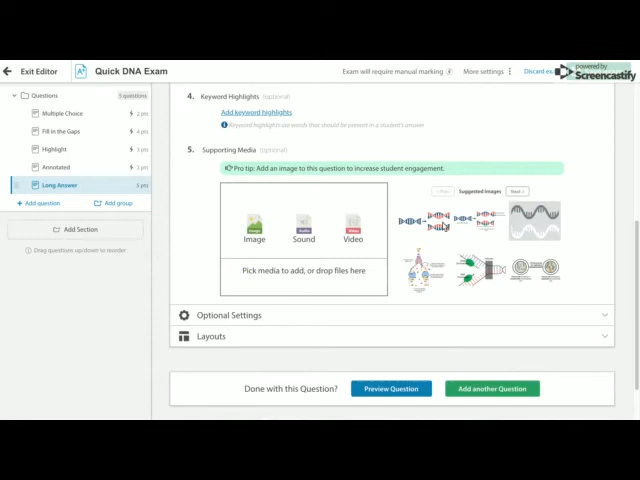 Exit Editor
Quick DNA Exam
Exam will require manual marking
More settings
Discard ex
powered by
Screencastify
Questions
5 questions
Multiple Choice
2 pts
Fill in the Gaps
4 pts
Highlight
3 pts
Annotated
Long Answer
5 pts
Add question
Add group
Add Section
Drag questions up/down to reorder
4. Keyword Highlights (optional)
Add keyword highlights
Keyword highlights are words that should be present in a student's answer
5. Supporting Media (optional)
Pro tip: Add an image to this question to increase student engagement.
Image
Audio
Video
Image
Sound
Video
Pick media to add, or drop files here
< Prev
Suggested Images
Next >
Optional Settings
Layouts
Done with this Question?
Preview Question
Add another Question